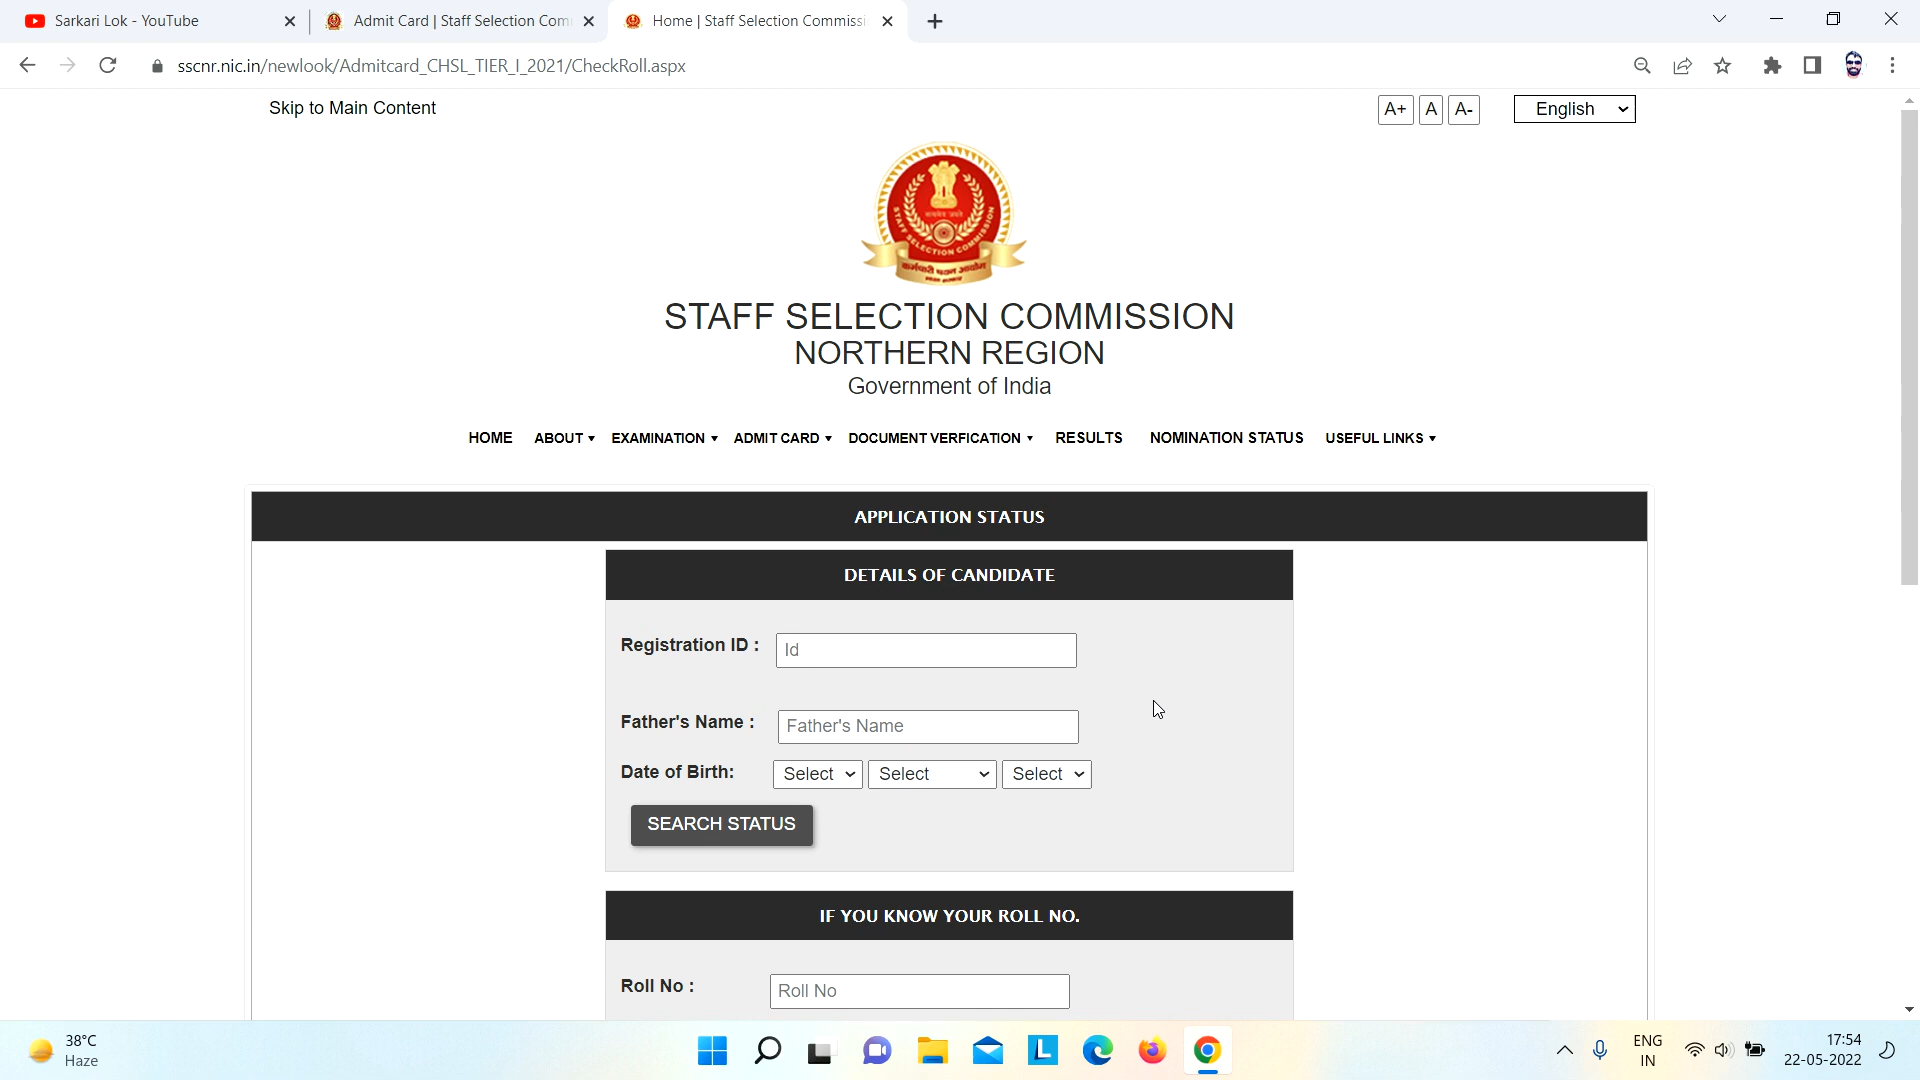 Sarkari Lok - YouTube
Admit Card | Staff Selection Com
Home | Staff Selection Commissi
sscnr.nic.in/newlook/Admitcard_CHSL_TIER_I_2021/CheckRoll.aspx
Skip to Main Content
A+ A A-
English
STAFF SELECTION COMMISSION
STAFF SELECTION COMMISSION
NORTHERN REGION
Government of India
HOME ABOUT EXAMINATION ADMIT CARD DOCUMENT VERFICATION RESULTS NOMINATION STATUS USEFUL LINKS
APPLICATION STATUS
DETAILS OF CANDIDATE
Registration ID : Id
Father's Name : Father's Name
Date of Birth: Select Select Select
SEARCH STATUS
IF YOU KNOW YOUR ROLL NO.
Roll No : Roll No
38°C
Haze
L
ENG
IN
17:54
22-05-2022